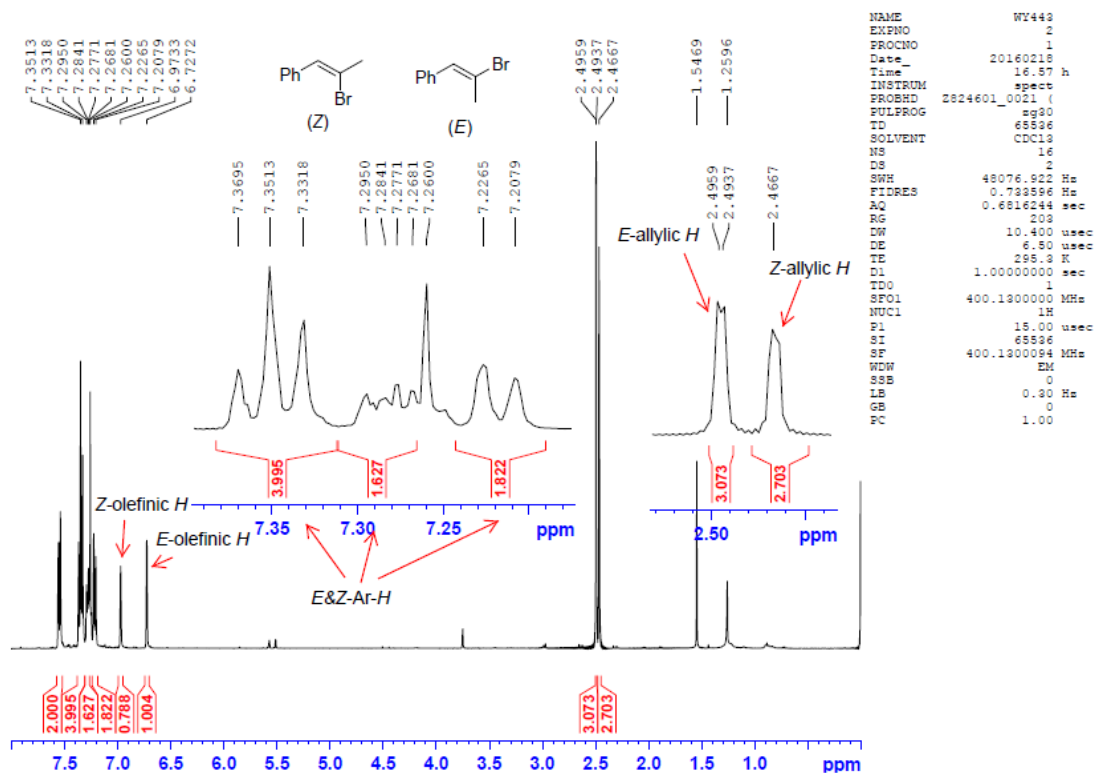 7.3513
7.3318
7.2950
7.2841
7.2771
7.2681
7.2600
7.2265
7.2079
6.9733
6.7272
Ph
Br
(Z)
Ph
Br
(E)
2.4959
2.4937
2.4667
1.5469
1.2596
NAME WY443
EXPNO 2
PROCNO 1
Date_ 20160218
Time 16.57 h
INSTRUM spect
PROBHD Z824601_0021 (
PULPROG zg30
TD 65536
SOLVENT CDCl3
NS 16
DS 2
SWH 48076.922 Hz
FIDRES 0.733596 Hz
AQ 0.6816244 sec
RG 203
DW 10.400 usec
DE 6.50 usec
TE 295.3 K
D1 1.00000000 sec
TD0 1
SFO1 400.1300000 MHz
NUC1 1H
P1 15.00 usec
SI 65536
SF 400.1300094 MHz
WDW EM
SSB 0
LB 0.30 Hz
GB 0
PC 1.00
7.3695
7.3513
7.3318
7.2950
7.2841
7.2771
7.2681
7.2600
7.2265
7.2079
2.4959
2.4937
2.4667
E-allylic H
Z-allylic H
3.995
1.627
1.822
7.35 7.30 7.25 ppm
3.073
2.703
2.50 ppm
Z-olefinic H
E-olefinic H
E&Z-Ar-H
2.000
3.995
1.627
1.822
0.788
1.004
3.073
2.703
7.5 7.0 6.5 6.0 5.5 5.0 4.5 4.0 3.5 3.0 2.5 2.0 1.5 1.0 ppm